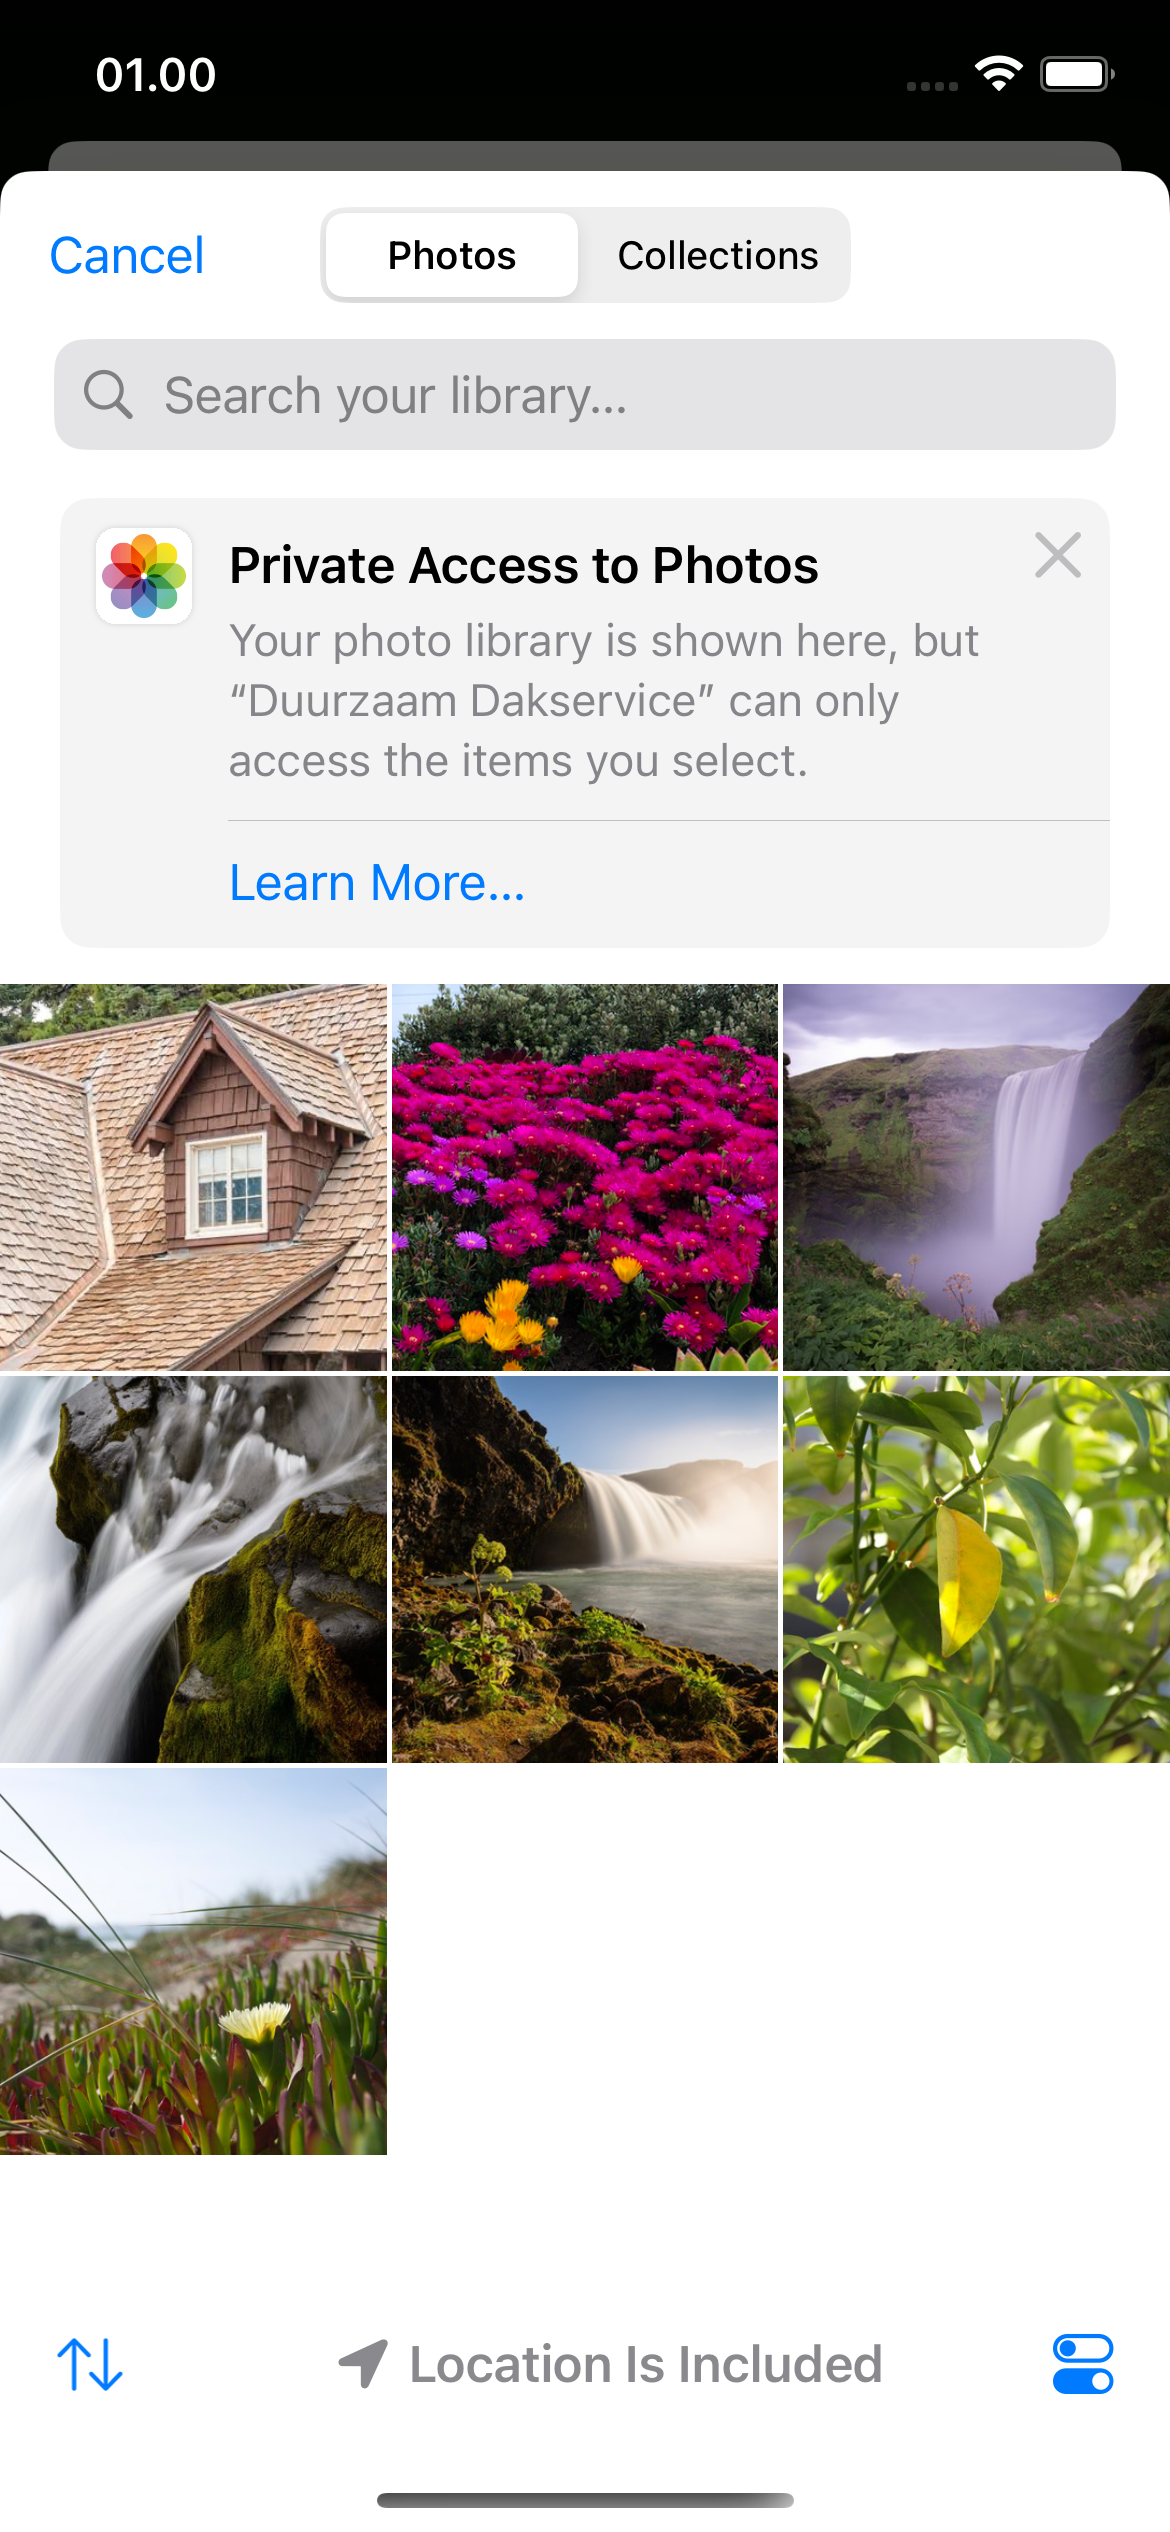 01.00
Cancel
Photos
Collections
Search your library...
Private Access to Photos
Your photo library is shown here, but
“Duurzaam Dakservice” can only
access the items you select.
Learn More...
Location Is Included